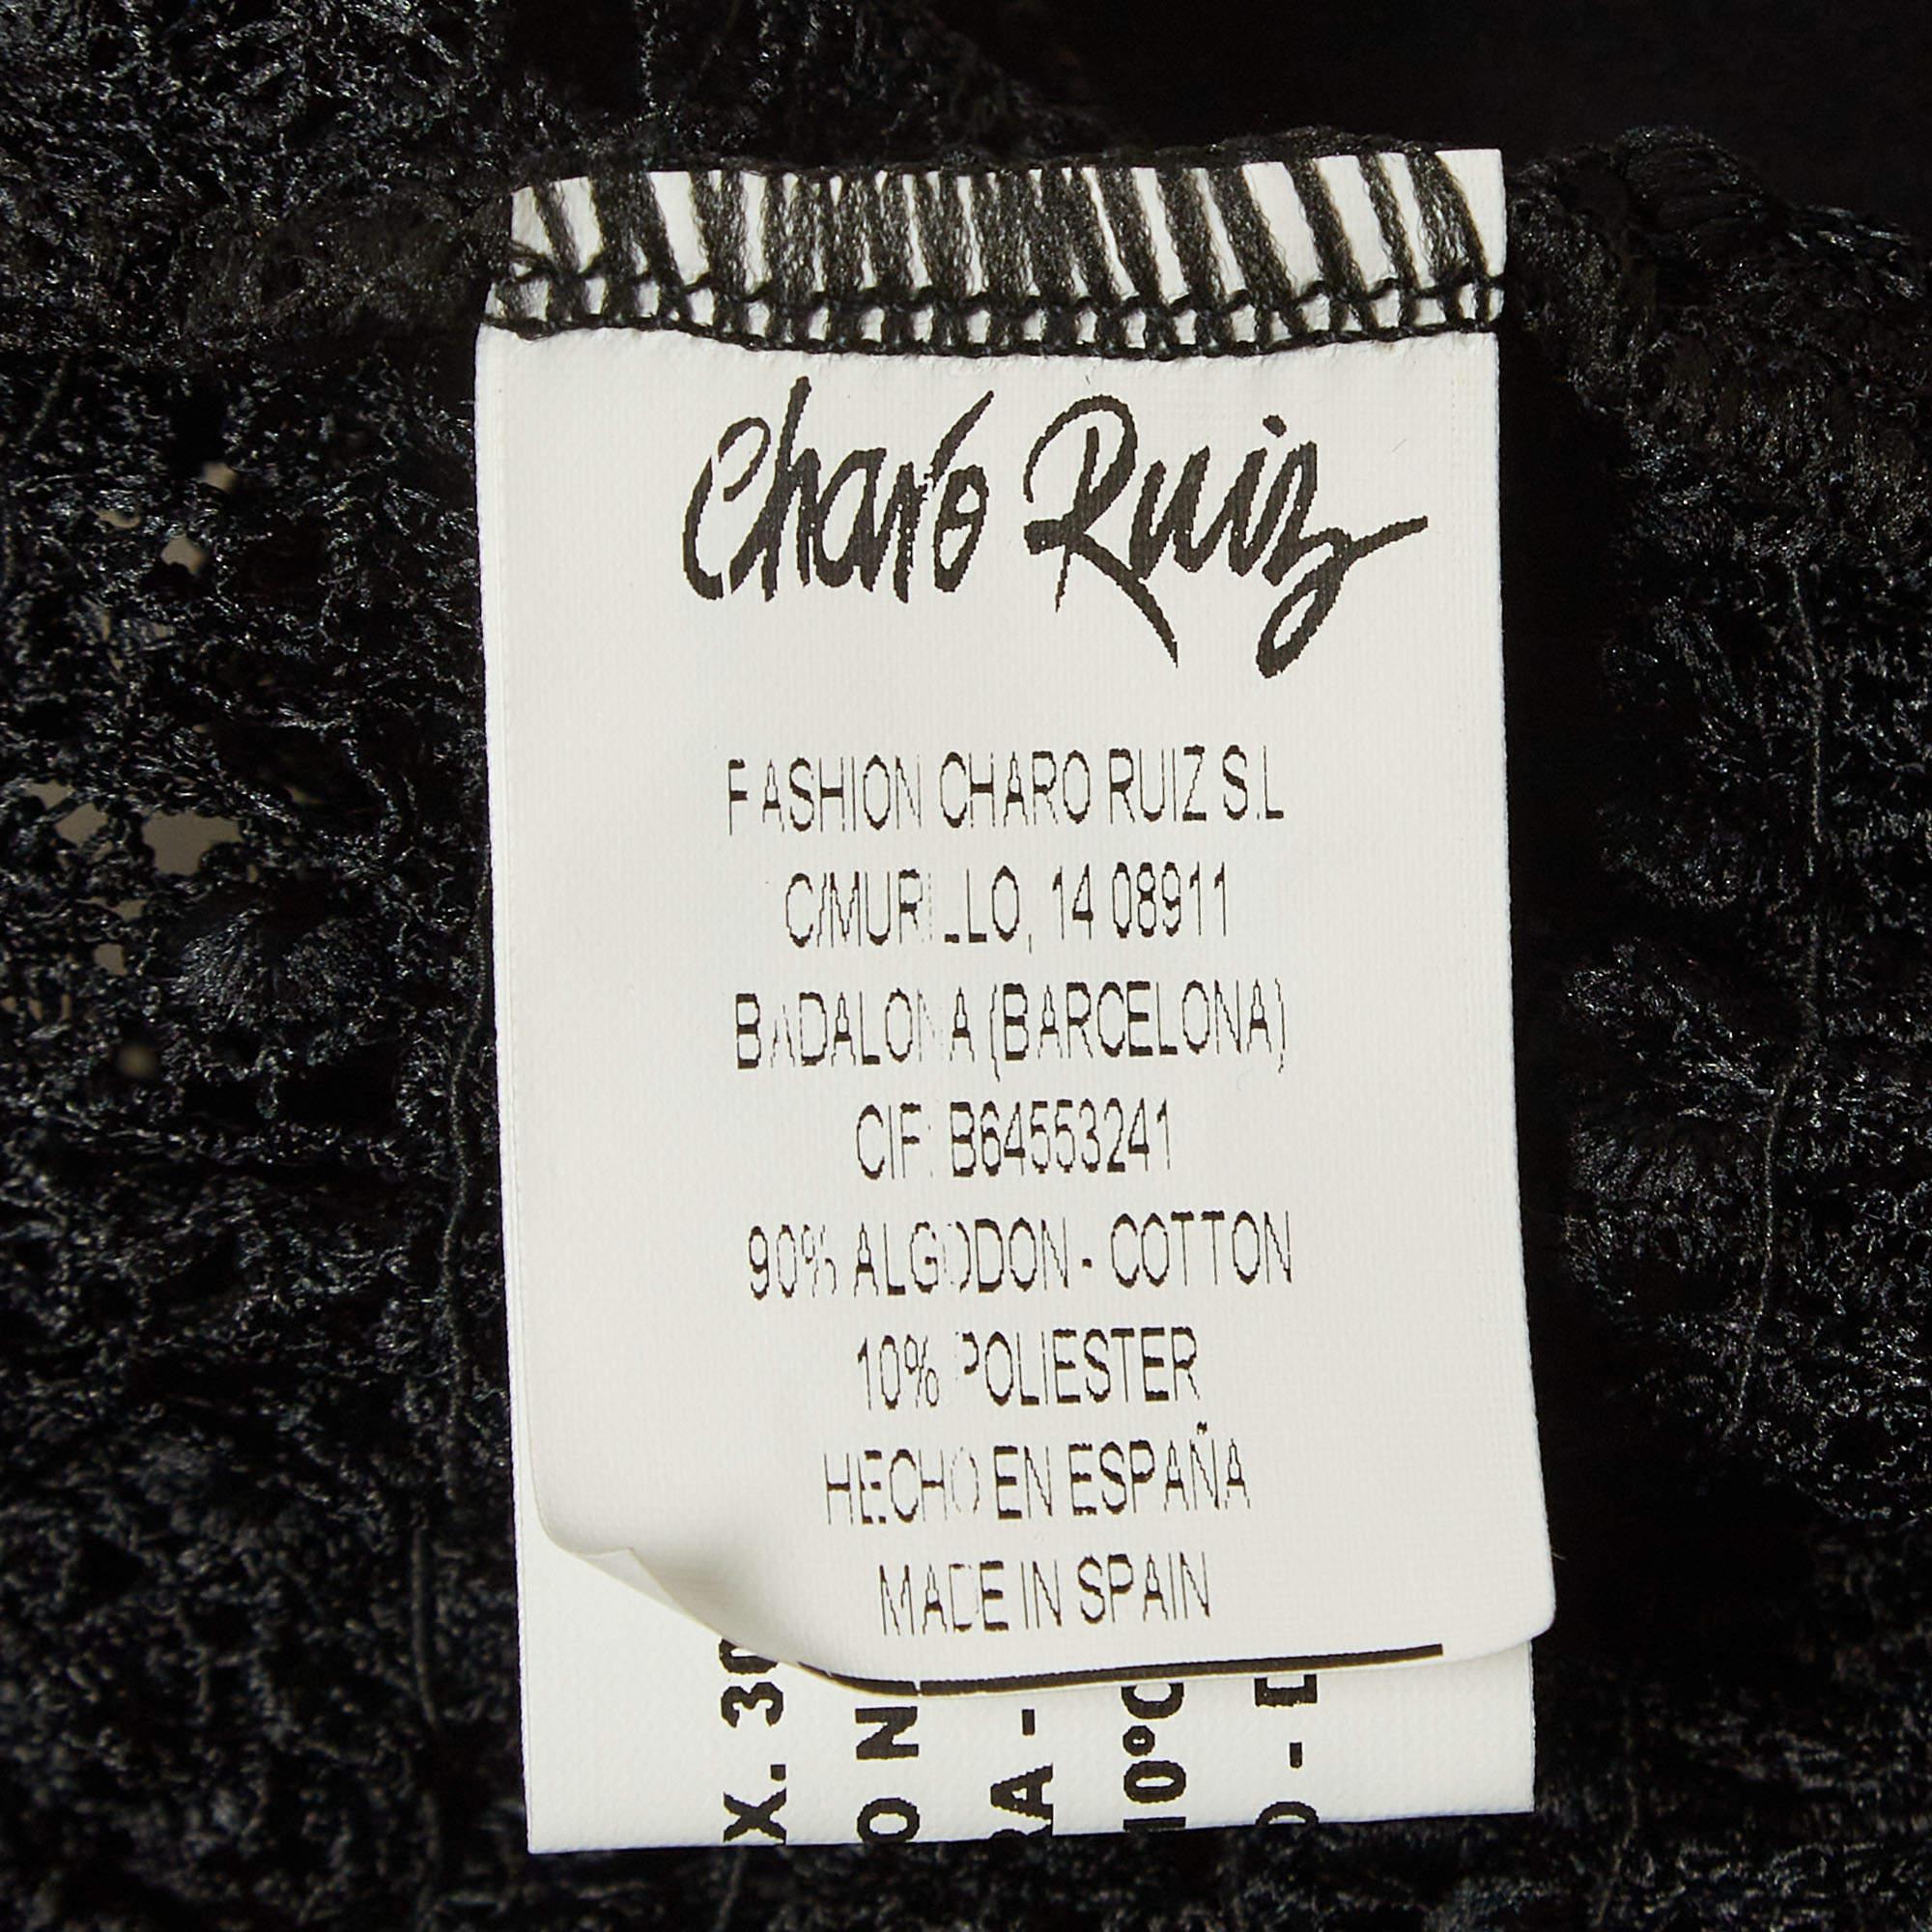 Charo Ruiz
FASHION CHARO RUIZ S.L
C/MURILLO, 14 08911
BADALONA (BARCELONA)
CIF: B64553241
90% ALGODON - COTTON
10% POLIESTER
HECHO EN ESPAÑA
MADE IN SPAIN